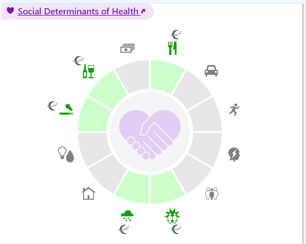 Social Determinants of Health